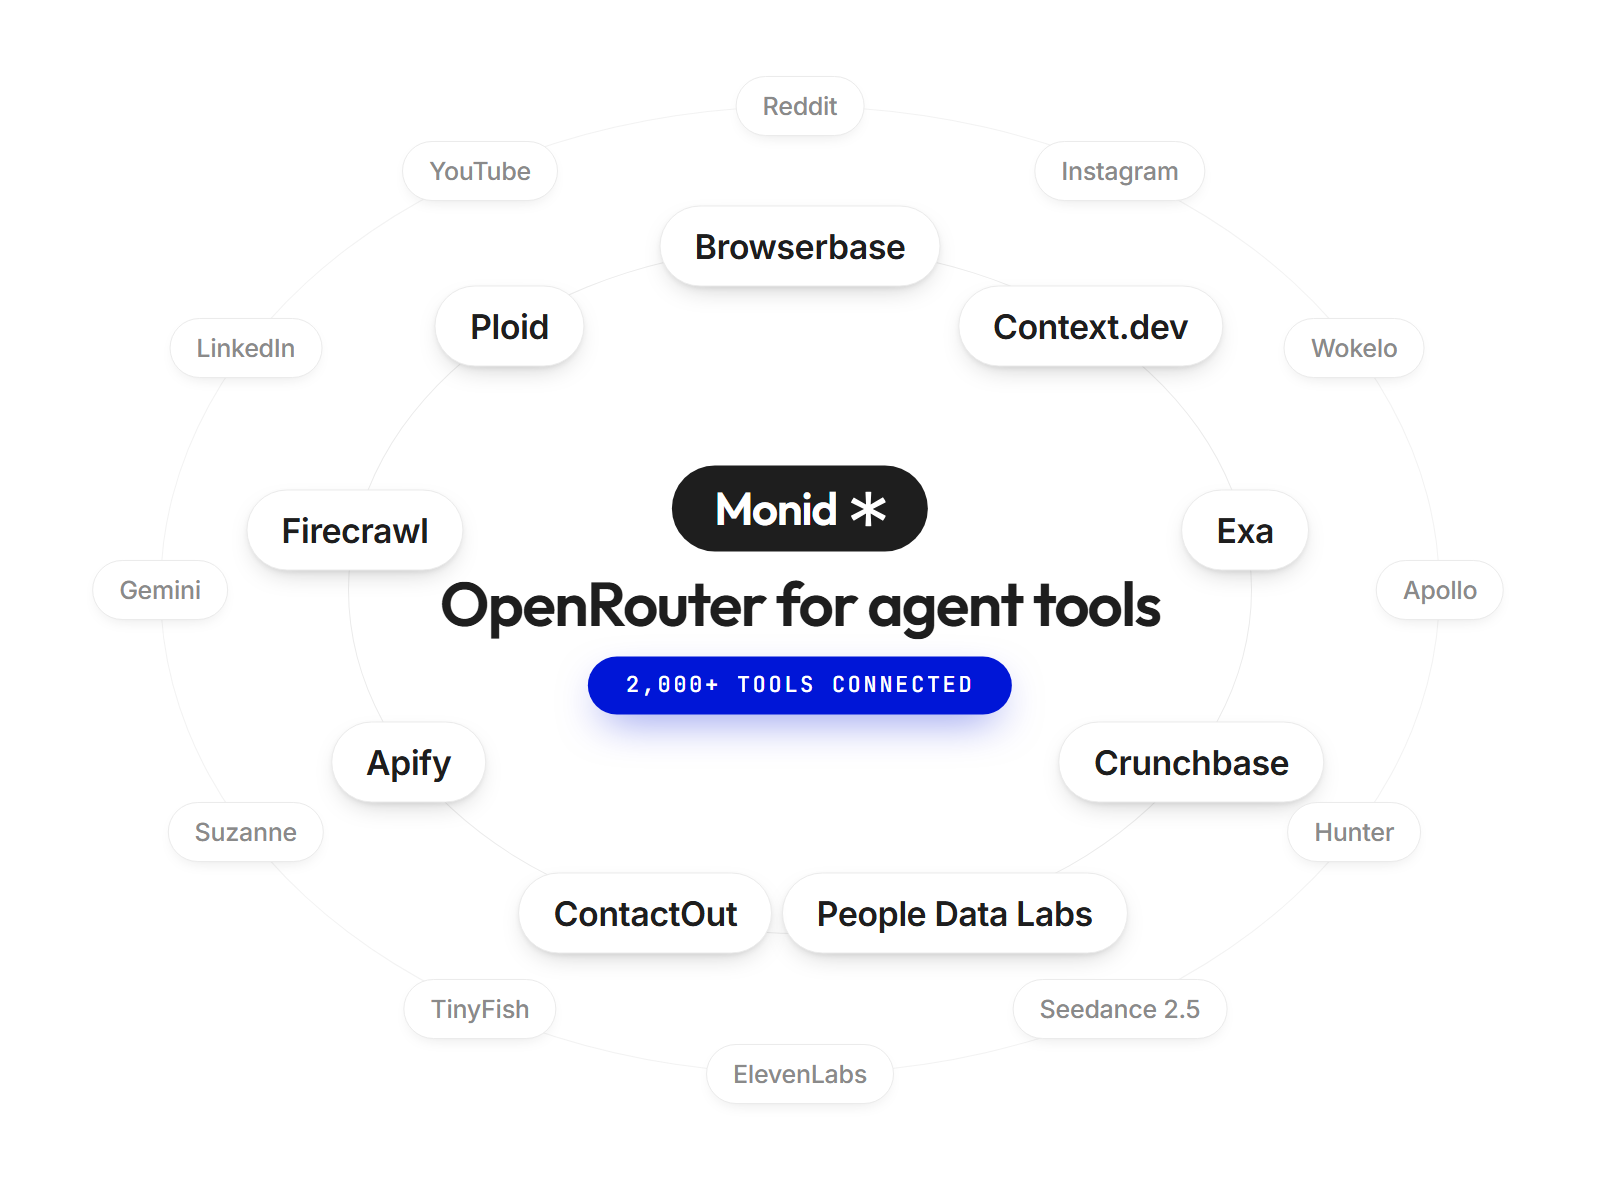 Reddit
YouTube
Instagram
Browserbase
Ploid
Context.dev
LinkedIn
Wokelo
Monid
Firecrawl
Exa
Gemini
OpenRouter for agent tools
Apollo
2,000+ TOOLS CONNECTED
Apify
Crunchbase
Suzanne
Hunter
ContactOut
People Data Labs
TinyFish
Seedance 2.5
ElevenLabs